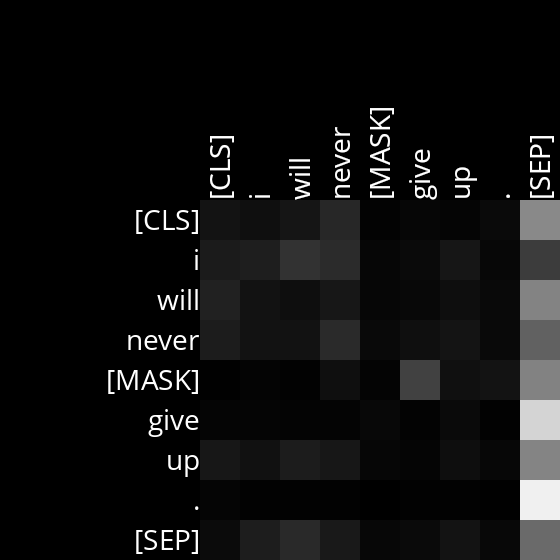 [CLS] i will never [MASK] give up . [SEP]
[CLS]
i
will
never
[MASK]
give
up
.
[SEP]